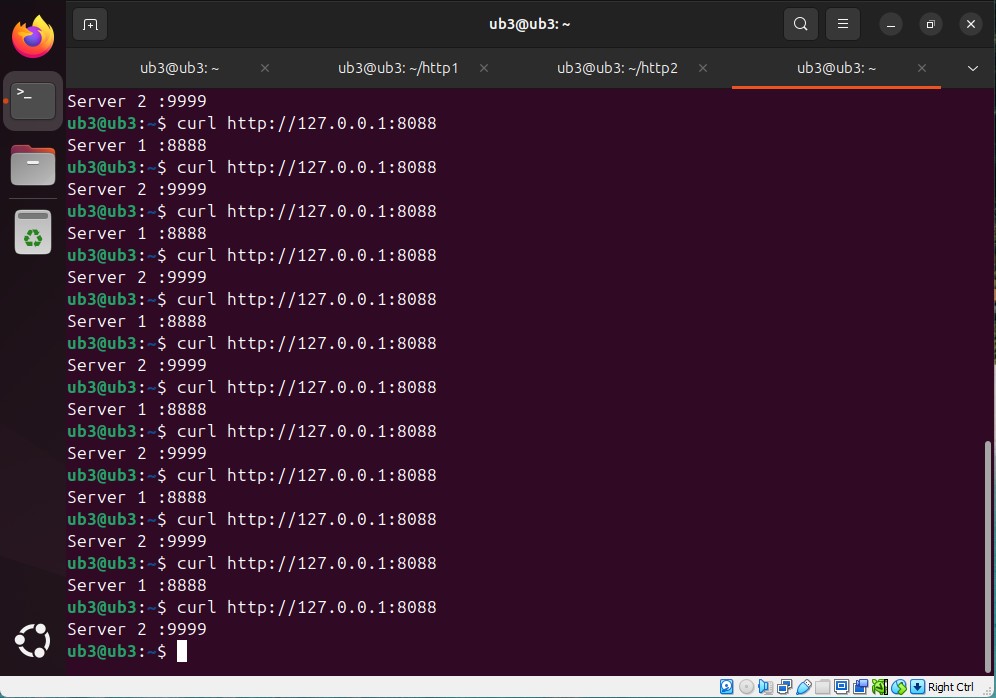 ub3@ub3: ~
ub3@ub3: ~
ub3@ub3: ~/http1
ub3@ub3: ~/http2
ub3@ub3: ~
Server 2 :9999
ub3@ub3:~$ curl http://127.0.0.1:8088
Server 1 :8888
ub3@ub3:~$ curl http://127.0.0.1:8088
Server 2 :9999
ub3@ub3:~$ curl http://127.0.0.1:8088
Server 1 :8888
ub3@ub3:~$ curl http://127.0.0.1:8088
Server 2 :9999
ub3@ub3:~$ curl http://127.0.0.1:8088
Server 1 :8888
ub3@ub3:~$ curl http://127.0.0.1:8088
Server 2 :9999
ub3@ub3:~$ curl http://127.0.0.1:8088
Server 1 :8888
ub3@ub3:~$ curl http://127.0.0.1:8088
Server 2 :9999
ub3@ub3:~$ curl http://127.0.0.1:8088
Server 1 :8888
ub3@ub3:~$ curl http://127.0.0.1:8088
Server 2 :9999
ub3@ub3:~$ curl http://127.0.0.1:8088
Server 1 :8888
ub3@ub3:~$ curl http://127.0.0.1:8088
Server 2 :9999
ub3@ub3:~$
Right Ctrl